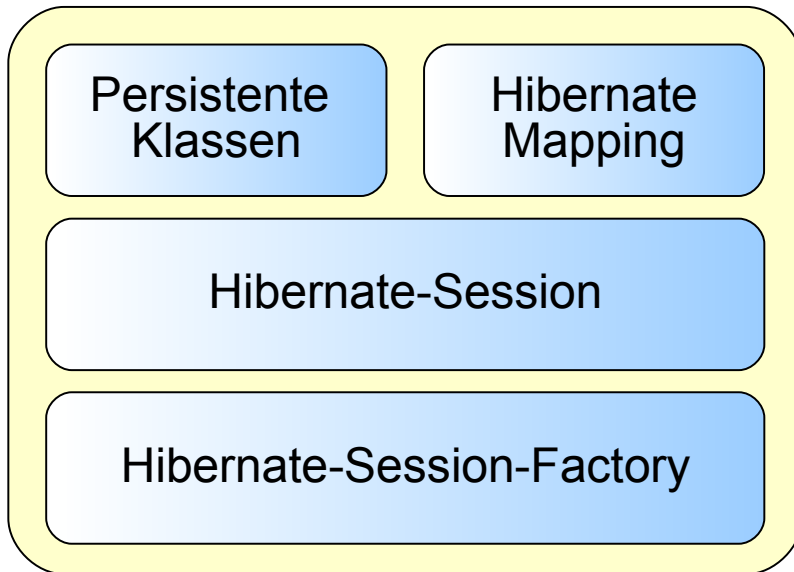 Persistente
Klassen
Hibernate
Mapping
Hibernate-Session
Hibernate-Session-Factory